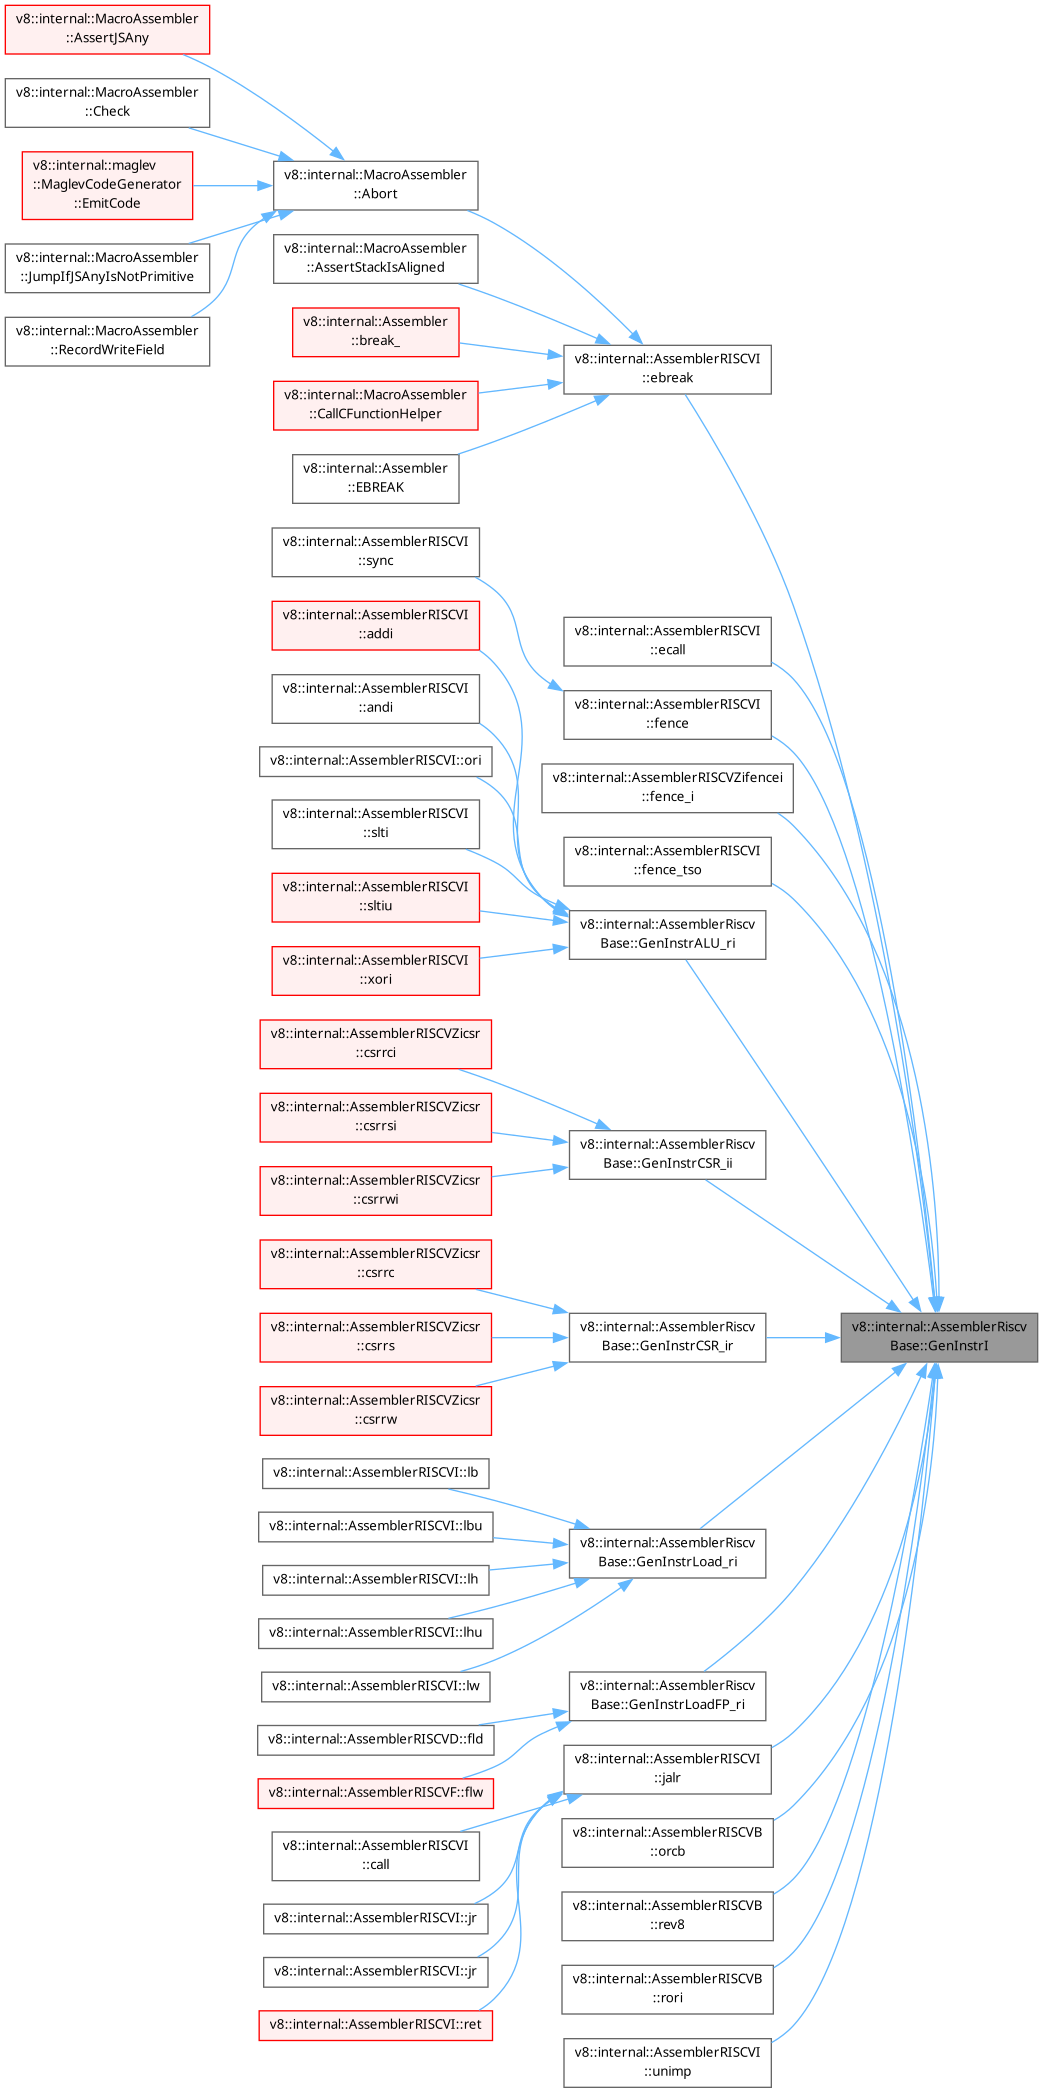 v8::internal::MacroAssembler
::AssertJSAny
v8::internal::MacroAssembler
::Check
v8::internal::maglev
::MaglevCodeGenerator
::EmitCode
v8::internal::MacroAssembler
::JumpIfJSAnyIsNotPrimitive
v8::internal::MacroAssembler
::RecordWriteField
v8::internal::MacroAssembler
::Abort
v8::internal::MacroAssembler
::AssertStackIsAligned
v8::internal::Assembler
::break_
v8::internal::MacroAssembler
::CallCFunctionHelper
v8::internal::Assembler
::EBREAK
v8::internal::AssemblerRISCVI
::sync
v8::internal::AssemblerRISCVI
::addi
v8::internal::AssemblerRISCVI
::andi
v8::internal::AssemblerRISCVI::ori
v8::internal::AssemblerRISCVI
::slti
v8::internal::AssemblerRISCVI
::sltiu
v8::internal::AssemblerRISCVI
::xori
v8::internal::AssemblerRISCVZicsr
::csrrci
v8::internal::AssemblerRISCVZicsr
::csrrsi
v8::internal::AssemblerRISCVZicsr
::csrrwi
v8::internal::AssemblerRISCVZicsr
::csrrc
v8::internal::AssemblerRISCVZicsr
::csrrs
v8::internal::AssemblerRISCVZicsr
::csrrw
v8::internal::AssemblerRISCVI::lb
v8::internal::AssemblerRISCVI::lbu
v8::internal::AssemblerRISCVI::lh
v8::internal::AssemblerRISCVI::lhu
v8::internal::AssemblerRISCVI::lw
v8::internal::AssemblerRISCVD::fld
v8::internal::AssemblerRISCVF::flw
v8::internal::AssemblerRISCVI
::call
v8::internal::AssemblerRISCVI::jr
v8::internal::AssemblerRISCVI::jr
v8::internal::AssemblerRISCVI::ret
v8::internal::AssemblerRISCVI
::ebreak
v8::internal::AssemblerRISCVI
::ecall
v8::internal::AssemblerRISCVI
::fence
v8::internal::AssemblerRISCVZifencei
::fence_i
v8::internal::AssemblerRISCVI
::fence_tso
v8::internal::AssemblerRiscv
Base::GenInstrALU_ri
v8::internal::AssemblerRiscv
Base::GenInstrCSR_ii
v8::internal::AssemblerRiscv
Base::GenInstrCSR_ir
v8::internal::AssemblerRiscv
Base::GenInstrLoad_ri
v8::internal::AssemblerRiscv
Base::GenInstrLoadFP_ri
v8::internal::AssemblerRISCVI
::jalr
v8::internal::AssemblerRISCVB
::orcb
v8::internal::AssemblerRISCVB
::rev8
v8::internal::AssemblerRISCVB
::rori
v8::internal::AssemblerRISCVI
::unimp
v8::internal::AssemblerRiscv
Base::GenInstrI